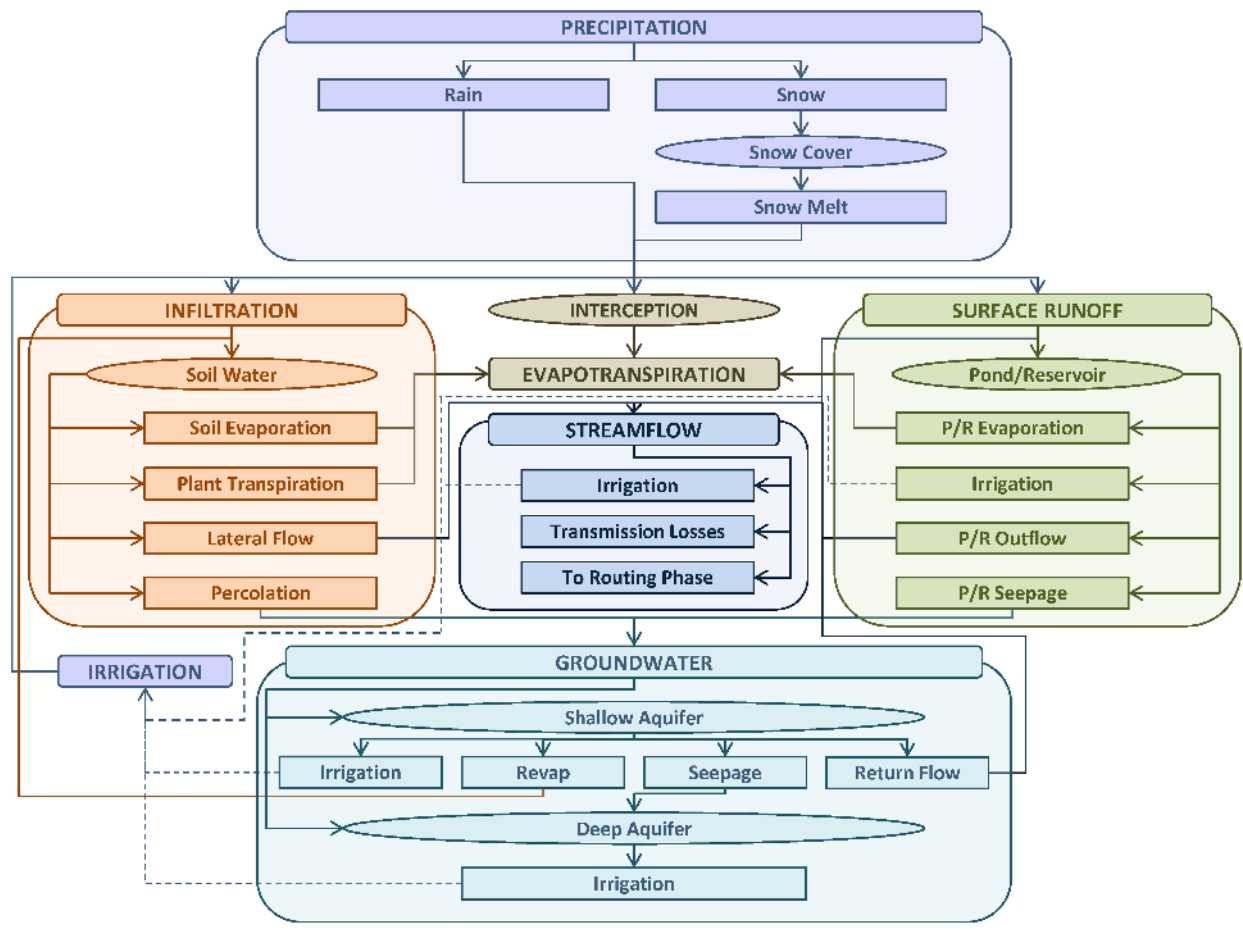 PRECIPITATION
Rain
Snow
Snow Cover
Snow Melt
INFILTRATION
INTERCEPTION
SURFACE RUNOFF
Soil Water
EVAPOTRANSPIRATION
Pond/Reservoir
Soil Evaporation
STREAMFLOW
P/R Evaporation
Plant Transpiration
Irrigation
Irrigation
Lateral Flow
Transmission Losses
P/R Outflow
Percolation
To Routing Phase
P/R Seepage
IRRIGATION
GROUNDWATER
Shallow Aquifer
Irrigation
Revap
Seepage
Return Flow
Deep Aquifer
Irrigation